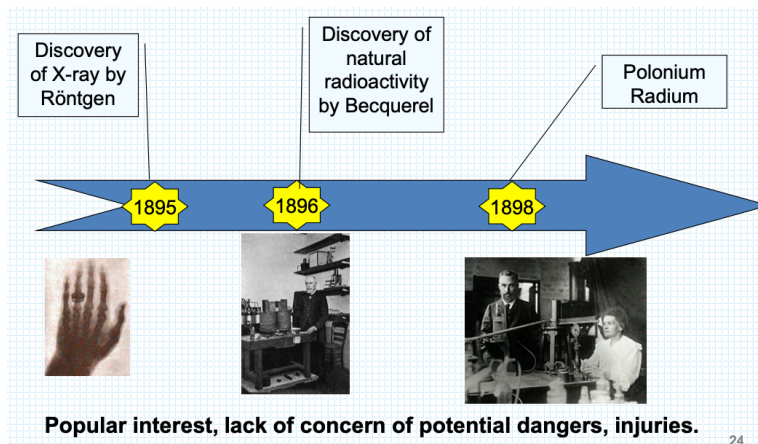 Discovery
of X-ray by
Röntgen
Discovery of
natural
radioactivity
by Becquerel
Polonium
Radium
1895
1896
1898
Popular interest, lack of concern of potential dangers, injuries.
24